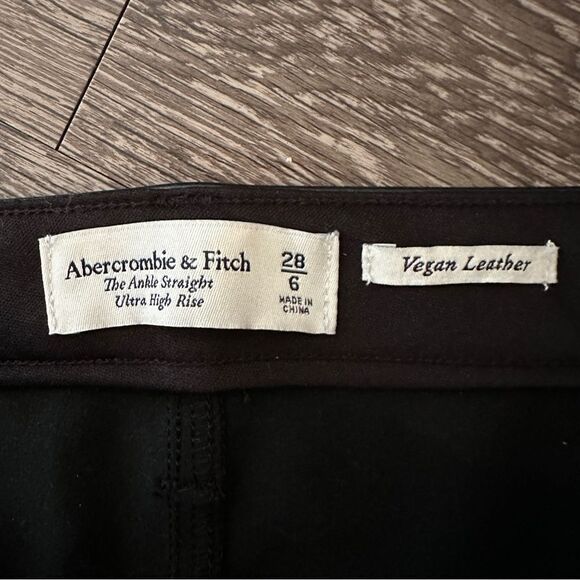 Abercrombie & Fitch
The Ankle Straight
Ultra High Rise
28
6
MADE IN
CHINA
Vegan Leather